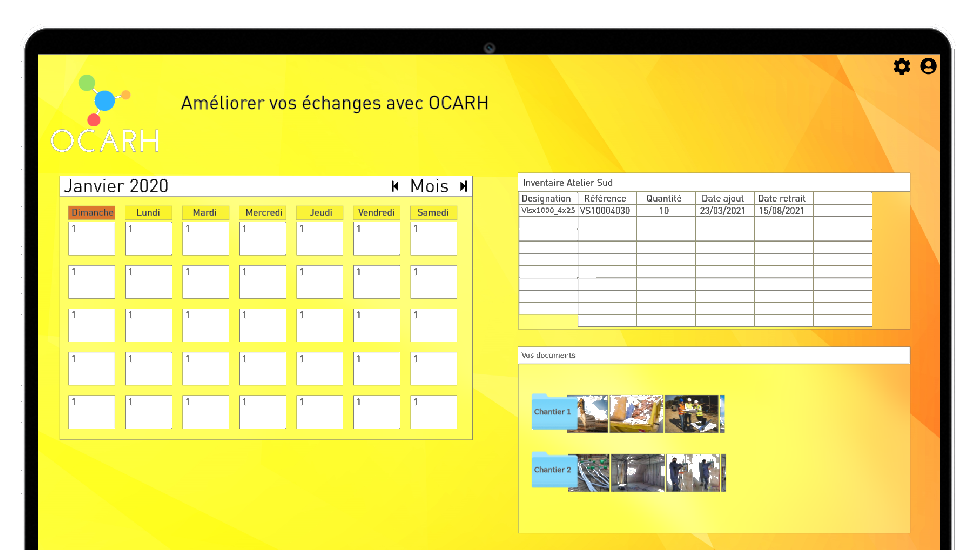 Améliorer vos échanges avec OCARH
OCARH
Janvier 2020 Mois
Dimanche Lundi Mardi Mercredi Jeudi Vendredi Samedi
1 1 1 1 1 1 1
1 1 1 1 1 1 1
1 1 1 1 1 1 1
1 1 1 1 1 1 1
1 1 1 1 1 1 1
Inventaire Atelier Sud
Designation Référence Quantité Date ajout Date retrait
VS10004030 10 23/03/2021 15/08/2021
Vos documents
Chantier 1
Chantier 2